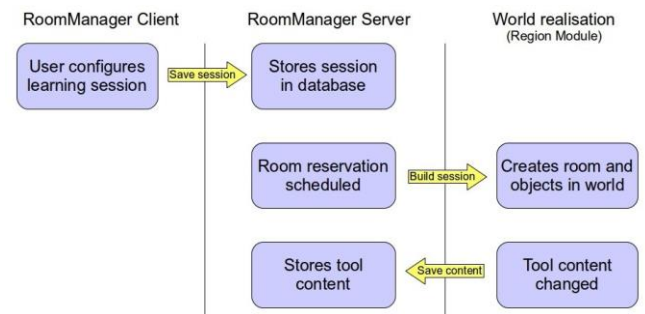 RoomManager Client
RoomManager Server
World realisation
(Region Module)
User configures
learning session
Save session
Stores session
in database
Room reservation
scheduled
Build session
Creates room and
objects in world
Stores tool
content
Save content
Tool content
changed